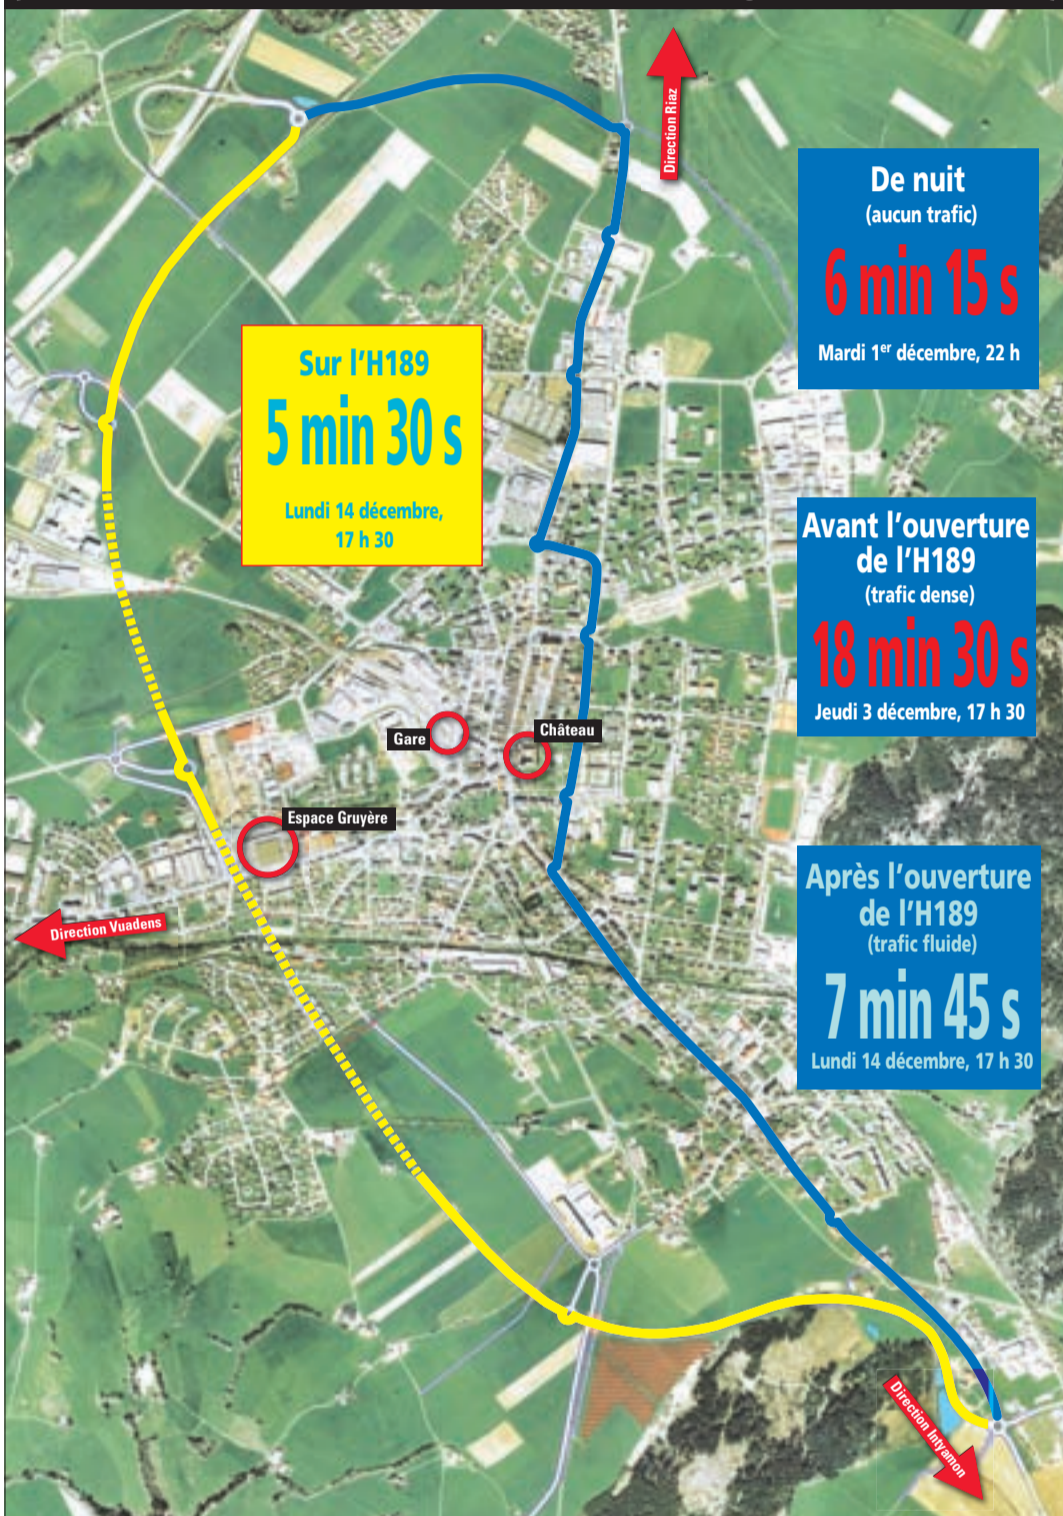 Direction Riaz
De nuit
(aucun trafic)
6 min 15 s
Mardi 1er décembre, 22 h
Sur l’H189
5 min 30 s
Lundi 14 décembre,
17 h 30
Avant l’ouverture
de l’H189
(trafic dense)
18 min 30 s
Jeudi 3 décembre, 17 h 30
Gare
Château
Espace Gruyère
Direction Vuadens
Après l’ouverture
de l’H189
(trafic fluide)
7 min 45 s
Lundi 14 décembre, 17 h 30
Direction Intyamon